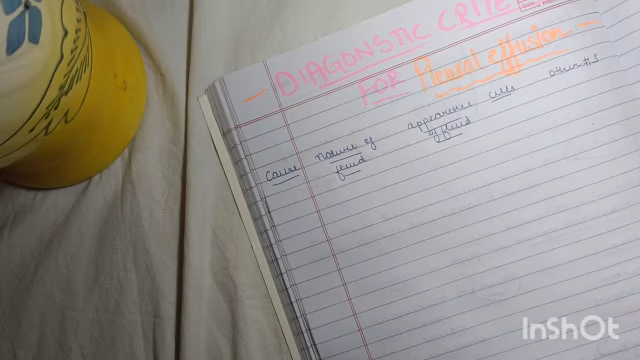 DIAGONSTIC CRITE
FOR Pleural effusion
cause nature of fluid appearance of fluid cells others
InShOt